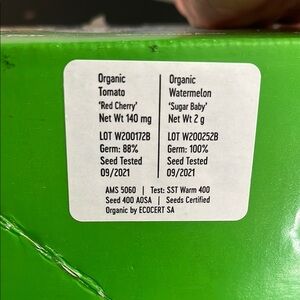 Organic
Tomato
'Red Cherry'
Net Wt 140 mg
LOT W200172B
Germ: 88%
Seed Tested
09/2021
Organic
Watermelon
'Sugar Baby'
Net Wt 2 g
LOT W200252B
Germ: 100%
Seed Tested
09/2021
AMS 5060 | Test: SST Warm 400
Seed 400 AOSA | Seeds Certified
Organic by ECOCERT SA